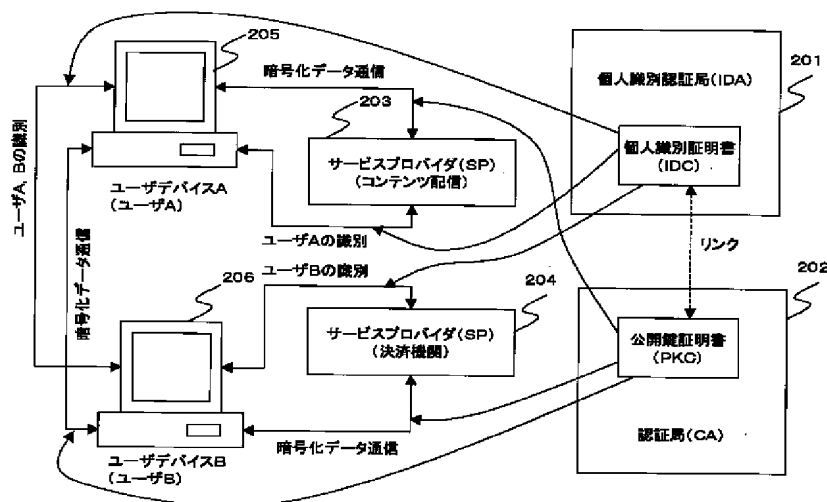 205
暗号化データ通信
203
サービスプロバイダ(SP)
(コンテンツ配信)
ユーザデバイスA
(ユーザA)
ユーザAの識別
ユーザA, Bの識別
暗号化データ通信
個人識別認証局(IDA)
201
個人識別証明書
(IDC)
リンク
202
公開鍵証明書
(PKC)
認証局(CA)
ユーザBの識別
206
204
サービスプロバイダ(SP)
(決済機関)
暗号化データ通信
ユーザデバイスB
(ユーザB)